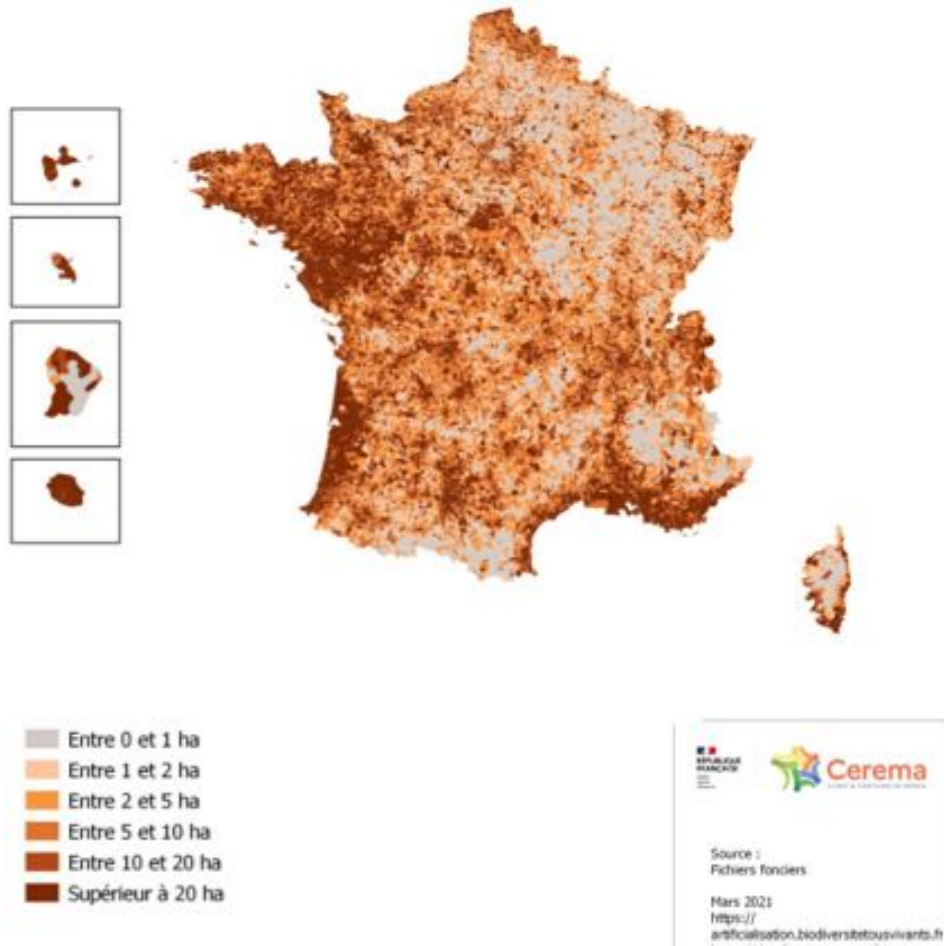 Entre 0 et 1 ha
Entre 1 et 2 ha
Entre 2 et 5 ha
Entre 5 et 10 ha
Entre 10 et 20 ha
Supérieur à 20 ha
RÉPUBLIQUE
FRANÇAISE
Cerema
Source :
Fichiers fonciers
Mars 2021
https://
artificialisation.biodiversitetousvivants.fr